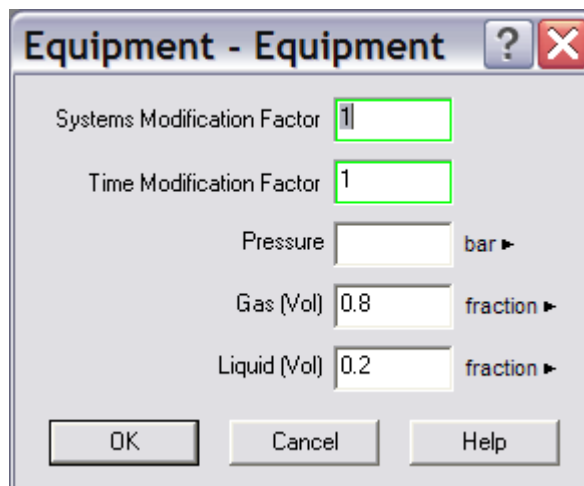 Equipment - Equipment ?
Systems Modification Factor 1
Time Modification Factor 1
Pressure bar
Gas (Vol) 0.8 fraction
Liquid (Vol) 0.2 fraction
OK Cancel Help